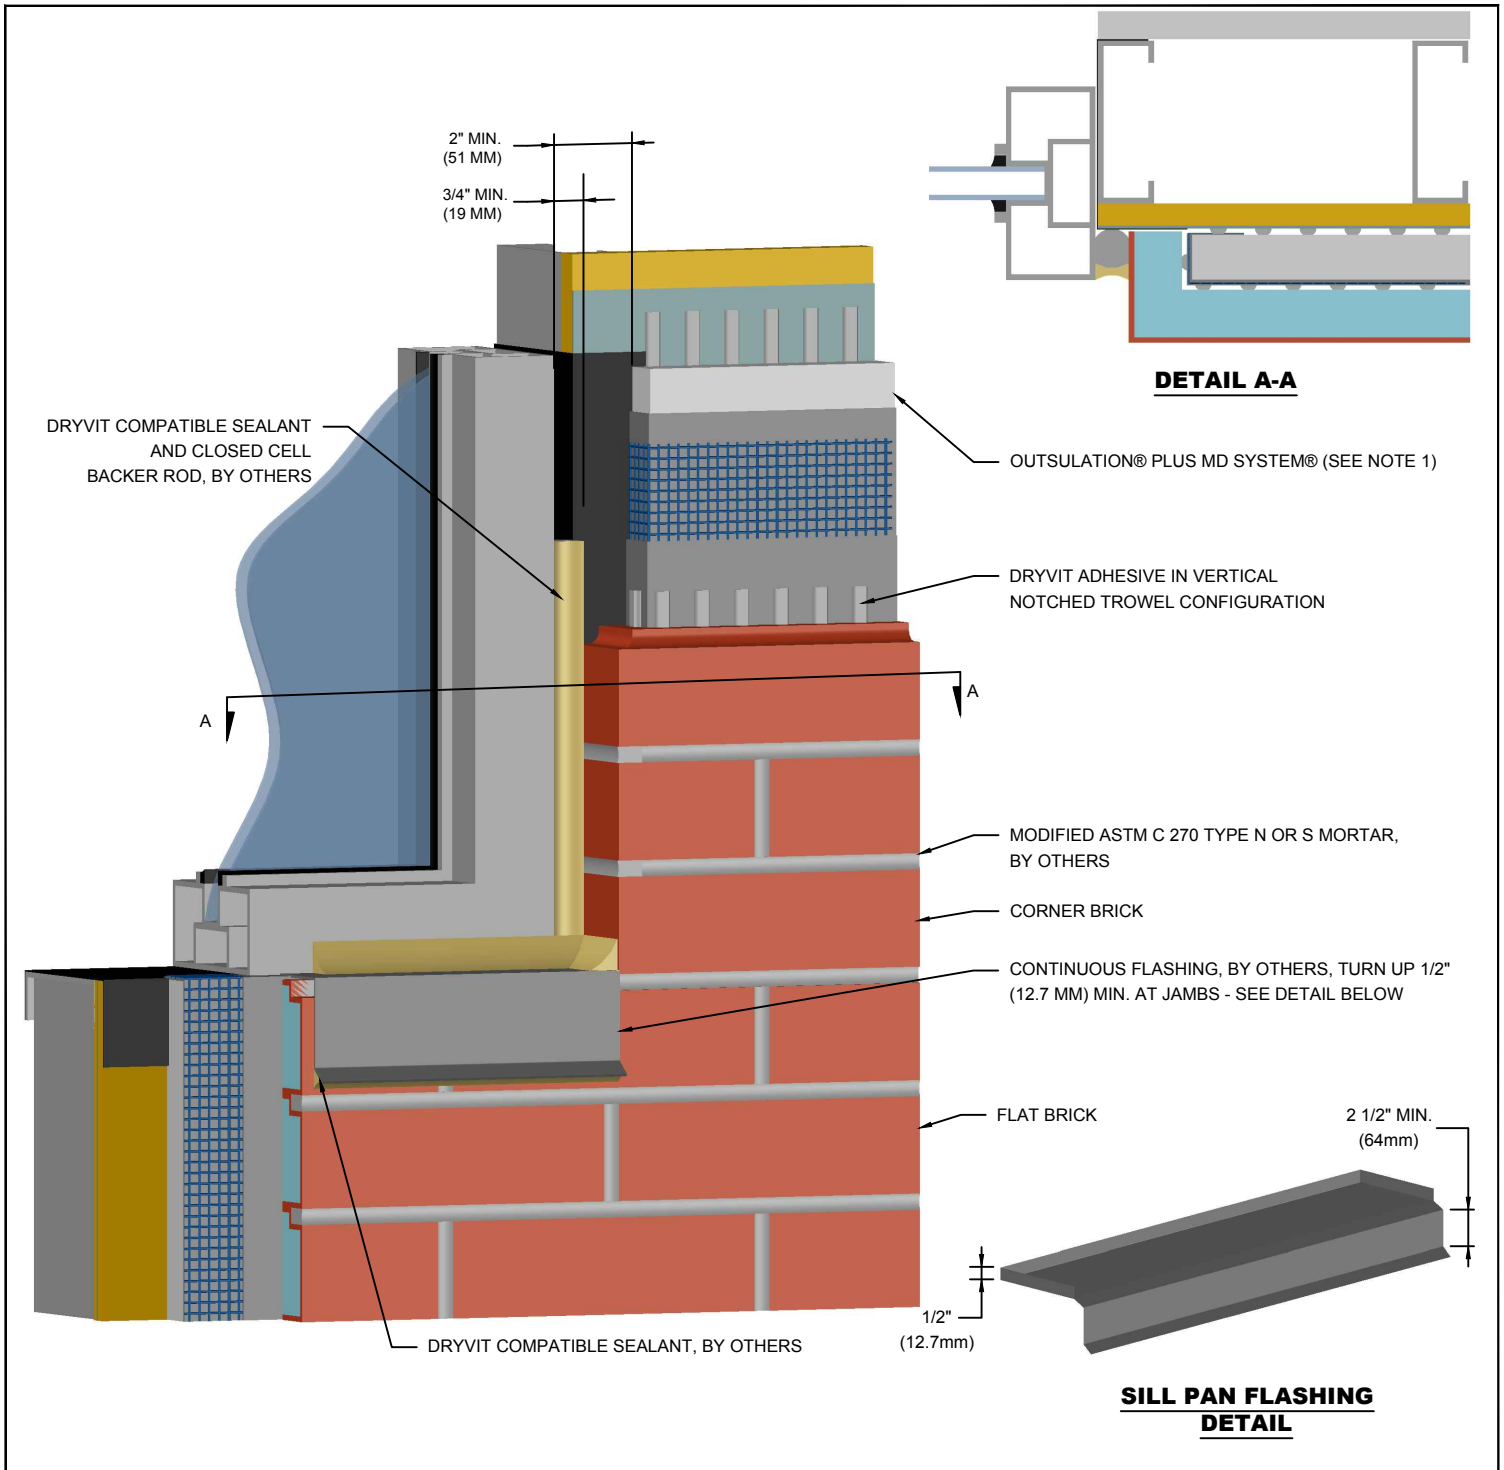 2" MIN.
(51 MM)
3/4" MIN.
(19 MM)
DETAIL A-A
DRYVIT COMPATIBLE SEALANT
AND CLOSED CELL
BACKER ROD, BY OTHERS
OUTSULATION® PLUS MD SYSTEM® (SEE NOTE 1)
DRYVIT ADHESIVE IN VERTICAL
NOTCHED TROWEL CONFIGURATION
A
A
MODIFIED ASTM C 270 TYPE N OR S MORTAR,
BY OTHERS
CORNER BRICK
CONTINUOUS FLASHING, BY OTHERS, TURN UP 1/2"
(12.7 MM) MIN. AT JAMBS - SEE DETAIL BELOW
FLAT BRICK
2 1/2" MIN.
(64mm)
1/2"
(12.7mm)
DRYVIT COMPATIBLE SEALANT, BY OTHERS
SILL PAN FLASHING
DETAIL